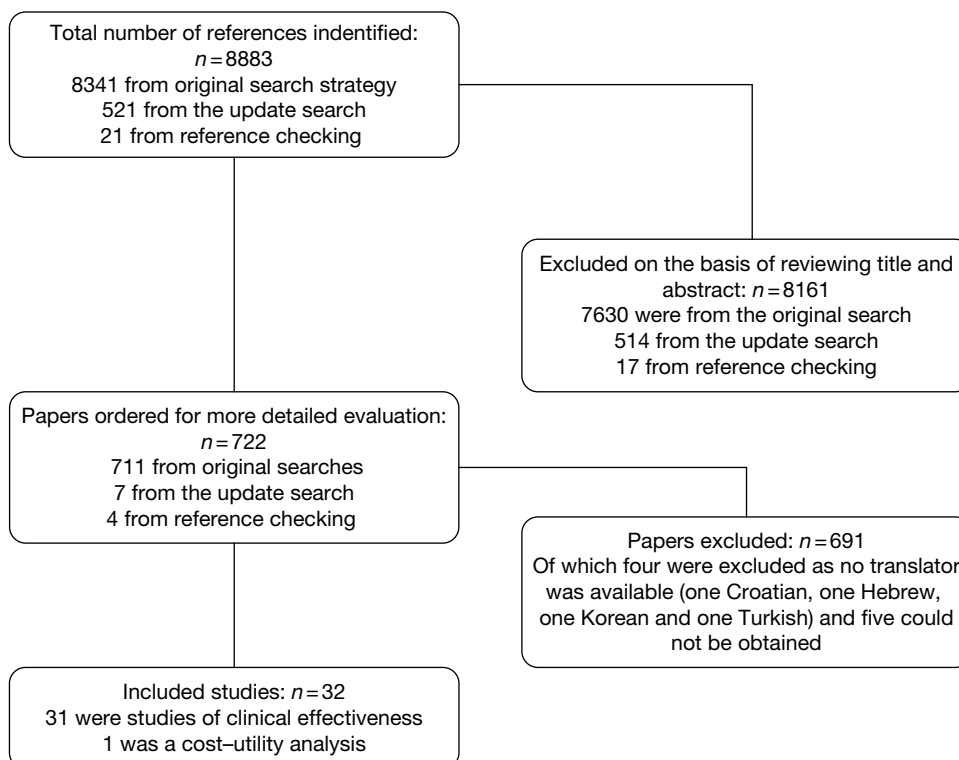 Total number of references indentified:
n=8883
8341 from original search strategy
521 from the update search
21 from reference checking
Excluded on the basis of reviewing title and
abstract: n=8161
7630 were from the original search
514 from the update search
17 from reference checking
Papers ordered for more detailed evaluation:
n=722
711 from original searches
7 from the update search
4 from reference checking
Papers excluded: n=691
Of which four were excluded as no translator
was available (one Croatian, one Hebrew,
one Korean and one Turkish) and five could
not be obtained
Included studies: n=32
31 were studies of clinical effectiveness
1 was a cost–utility analysis